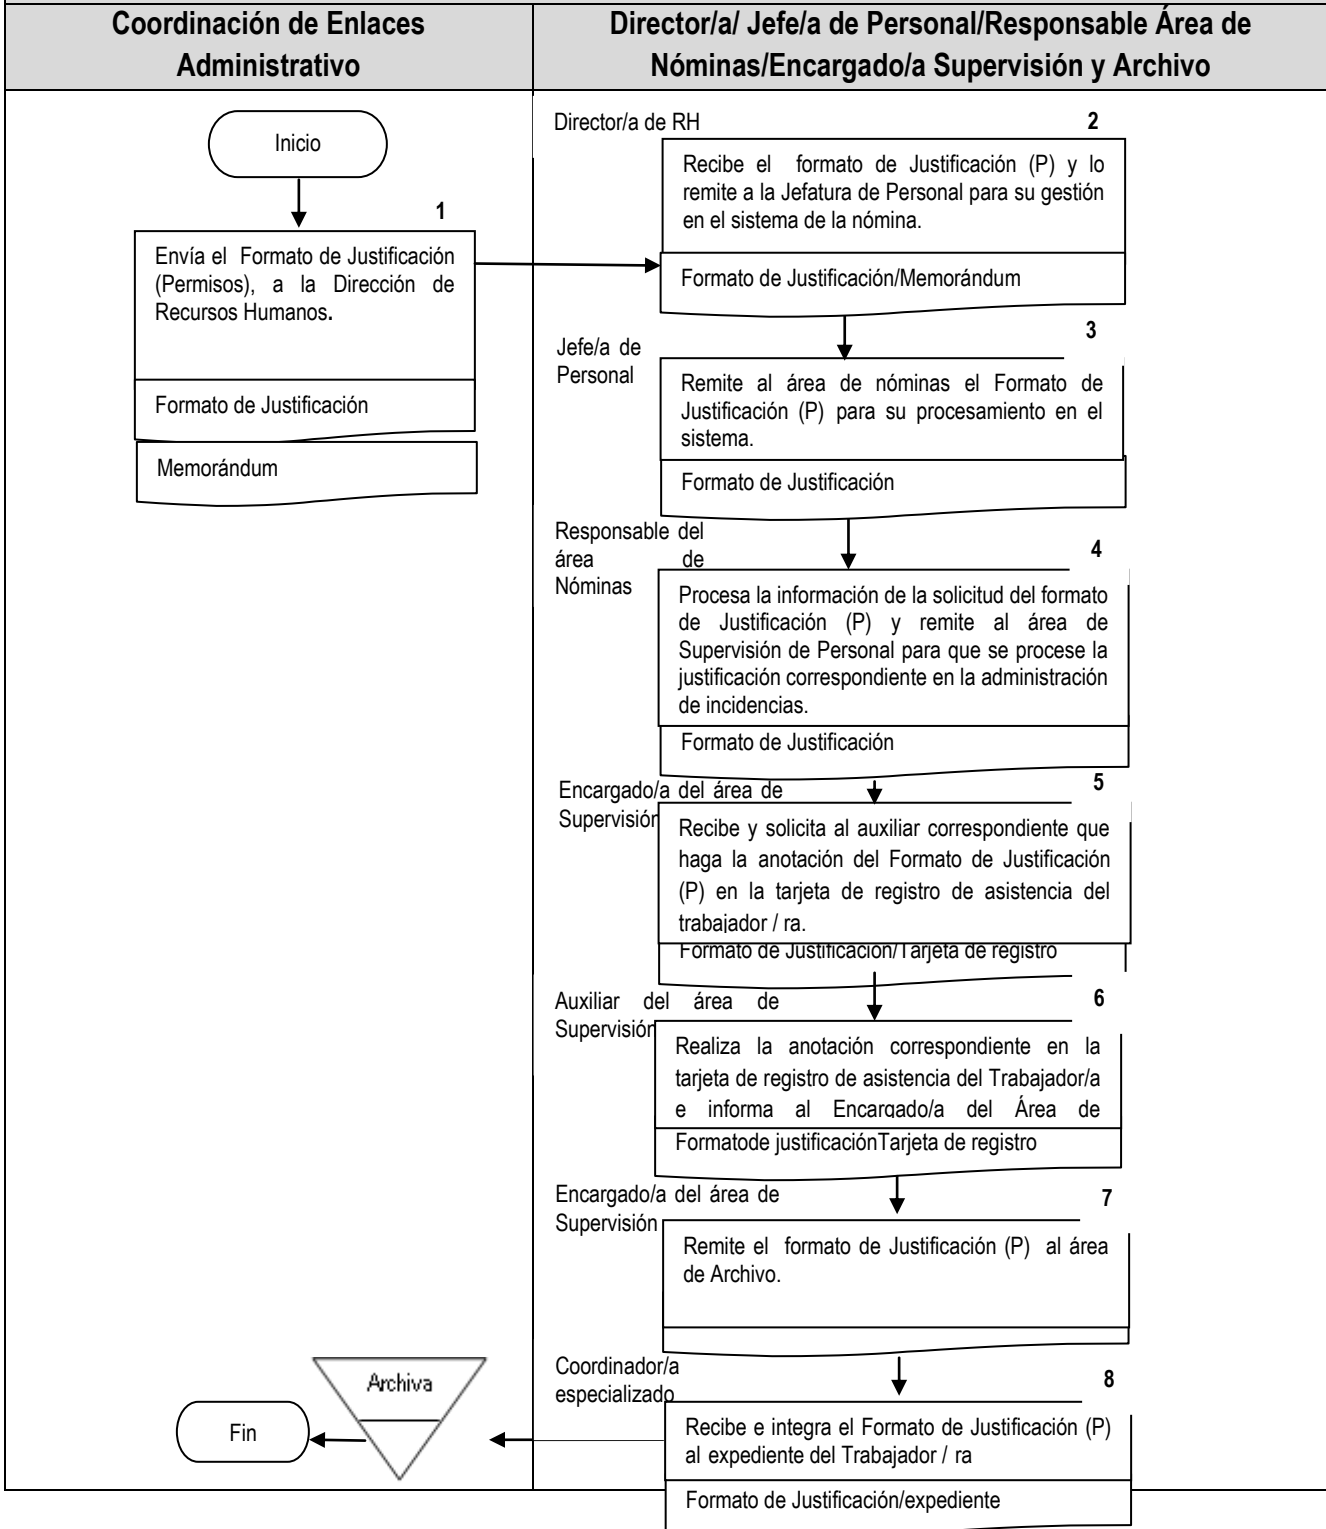 Coordinación de Enlaces
Administrativo
Director/a/ Jefe/a de Personal/Responsable Área de
Nóminas/Encargado/a Supervisión y Archivo
Inicio
1
Envía el Formato de Justificación
(Permisos), a la Dirección de
Recursos Humanos.
Formato de Justificación
Memorándum
Director/a de RH
2
Recibe el formato de Justificación (P) y lo
remite a la Jefatura de Personal para su gestión
en el sistema de la nómina.
Formato de Justificación/Memorándum
Jefe/a de
Personal
3
Remite al área de nóminas el Formato de
Justificación (P) para su procesamiento en el
sistema.
Formato de Justificación
Responsable del
área de
Nóminas
4
Procesa la información de la solicitud del formato
de Justificación (P) y remite al área de
Supervisión de Personal para que se procese la
justificación correspondiente en la administración
de incidencias.
Formato de Justificación
Encargado/a del área de
Supervisión
5
Recibe y solicita al auxiliar correspondiente que
haga la anotación del Formato de Justificación
(P) en la tarjeta de registro de asistencia del
trabajador / ra.
Formato de Justificación/Tarjeta de registro
Auxiliar del área de
Supervisión
6
Realiza la anotación correspondiente en la
tarjeta de registro de asistencia del Trabajador/a
e informa al Encargado/a del Área de
Formatode justificaciónTarjeta de registro
Encargado/a del área de
Supervisión
7
Remite el formato de Justificación (P) al área
de Archivo.
Coordinador/a
especializado
8
Recibe e integra el Formato de Justificación (P)
al expediente del Trabajador / ra
Formato de Justificación/expediente
Archiva
Fin